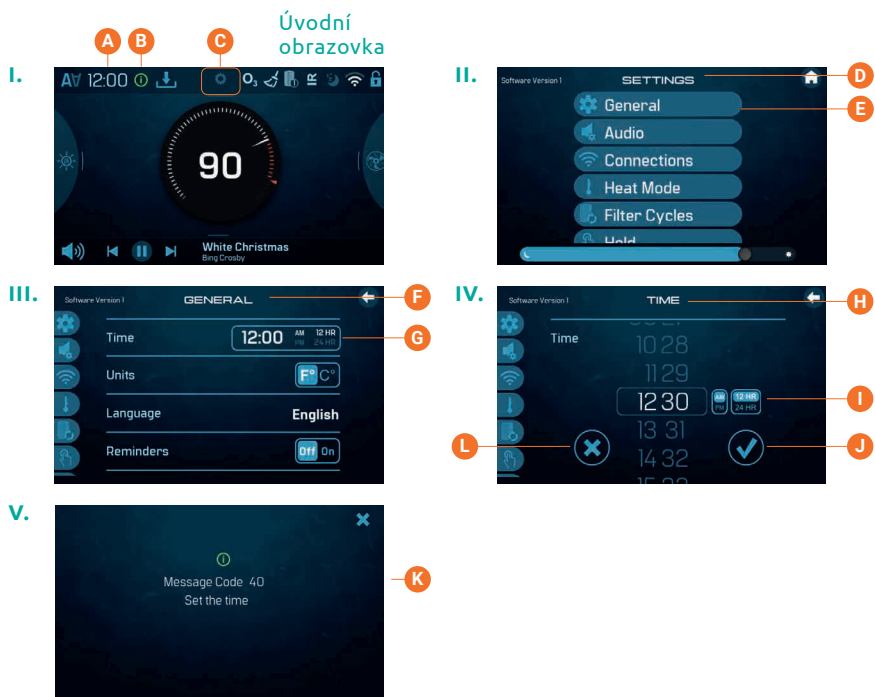 Úvodní
obrazovka
A B C
I.
A∀ 12:00
O₃
90
White Christmas
Bing Crosby
II.
Software Version 1
SETTINGS
D
General
E
Audio
Connections
Heat Mode
Filter Cycles
Hold
III.
Software Version 1
GENERAL
F
Time
12:00 AM 12 HR
PM 24 HR
G
Units
F° C°
Language
English
Reminders
Off On
IV.
Software Version 1
TIME
H
Time
10 28
11 29
12 30 AM 12 HR
PM 24 HR
I
13 31
L
J
14 32
V.
Message Code 40
Set the time
K